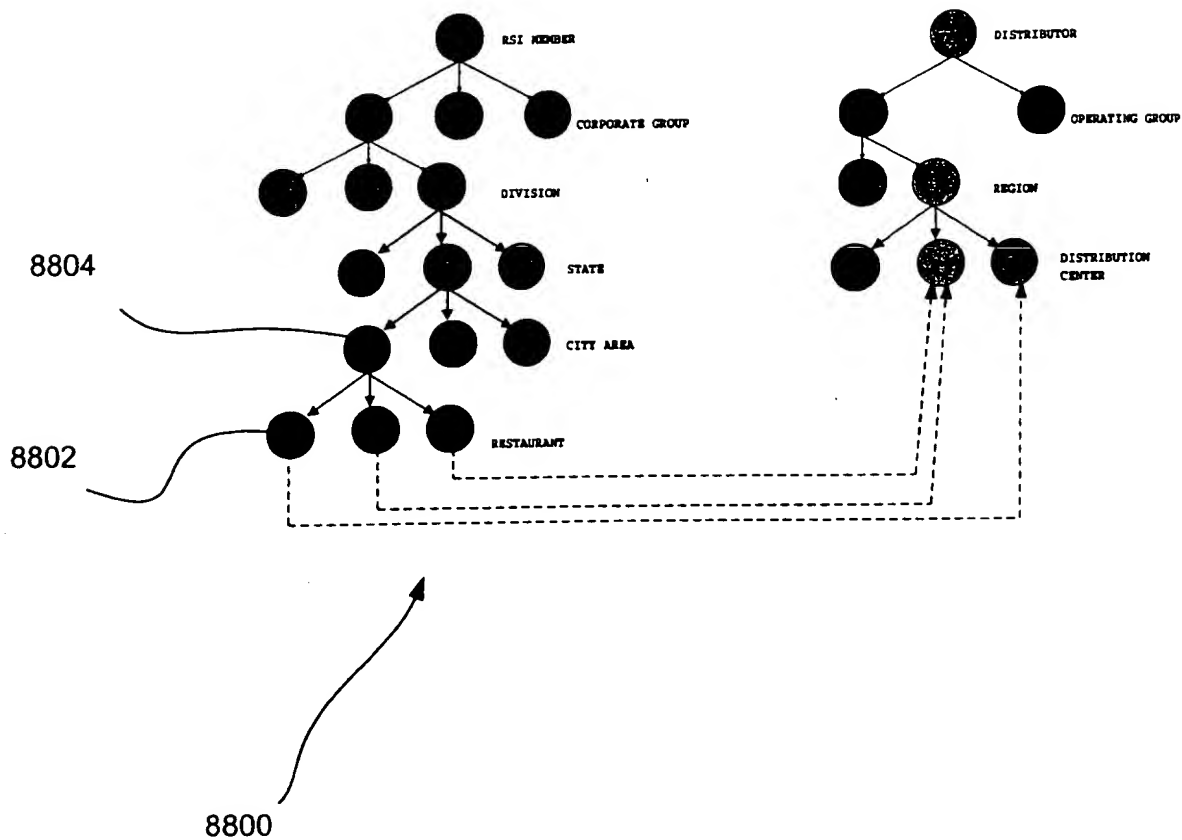 RSI MEMBER
DISTRIBUTOR
CORPORATE GROUP
OPERATING GROUP
DIVISION
REGION
8804
STATE
DISTRIBUTION
CENTER
CITY AREA
8802
RESTAURANT
8800